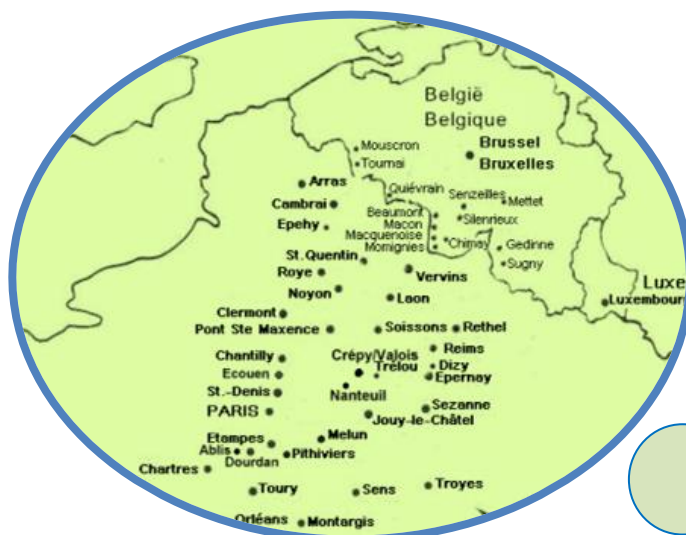 België
Belgique
Brussel
Bruxelles
Mouscron
Tournai
Arras
Quiévrain
Cambrai
Senzeilles
Mettet
Beaumont
Silenrieux
Epehy
Macon
Macquenoise
Chimay
Momignies
Gedinne
St.Quentin
Sugny
Roye
Vervins
Luxe
Noyon
Laon
Luxembour
Clermont
Pont Ste Maxence
Soissons
Rethel
Reims
Chantilly
Crépy/Valois
Trélou
Dizy
Ecouen
Epernay
St.-Denis
Nanteuil
PARIS
Sezanne
Jouy-le-Châtel
Etampes
Melun
Ablis
Pithiviers
Dourdan
Chartres
Toury
Sens
Troyes
Orléans
Montargis